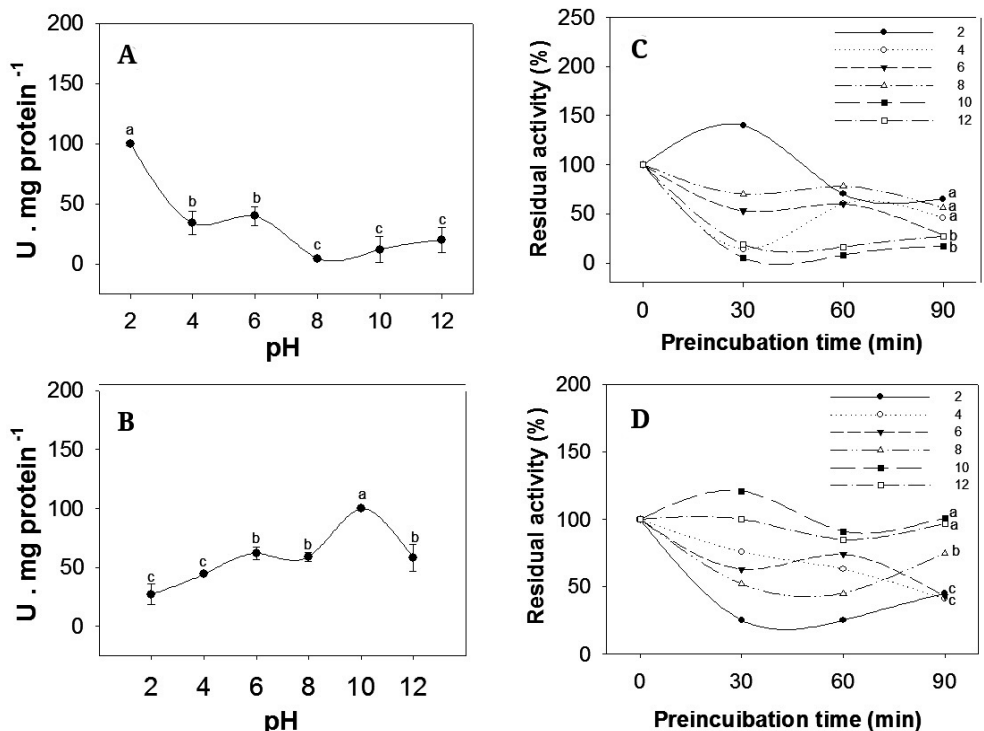 A
U . mg protein -1
200
150
100
50
0
a
b
b
c
c
c
2 4 6 8 10 12
pH
C
Residual activity (%)
250
200
150
100
50
0
2
4
6
8
10
12
a
a
a
b
b
0 30 60 90
Preincubation time (min)
B
U . mg protein -1
200
150
100
50
0
c
c
b
b
a
b
2 4 6 8 10 12
pH
D
Residual activity (%)
200
150
100
50
0
2
4
6
8
10
12
a
a
b
c
c
0 30 60 90
Preincuibation time (min)